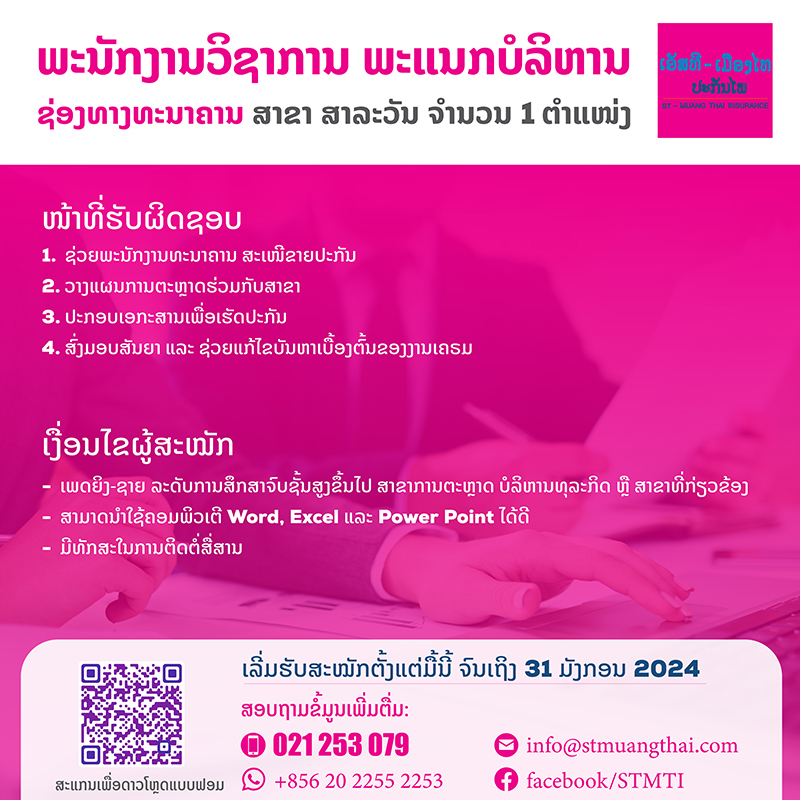 ພະນັກງານວິຊາການ ພະແນກບໍລິຫານ
ຊ່ອງທາງທະນາຄານ ສາຂາ ສາລະວັນ ຈຳນວນ 1 ຕຳແໜ່ງ
ເອັສທີ - ເມືອງໄທ
ປະກັນໄພ
ST - MUANG THAI INSURANCE
ໜ້າທີ່ຮັບຜິດຊອບ
1. ຊ່ວຍພະນັກງານທະນາຄານ ສະເໜີຂາຍປະກັນ
2. ວາງແຜນການຕະຫຼາດຮ່ວມກັບສາຂາ
3. ປະກອບເອກະສານເພື່ອເຮັດປະກັນ
4. ສົ່ງມອບສັນຍາ ແລະ ຊ່ວຍແກ້ໄຂບັນຫາເບື້ອງຕົ້ນຂອງງານເຄຣມ
ເງື່ອນໄຂຜູ້ສະໝັກ
- ເພດຍິງ-ຊາຍ ລະດັບການສຶກສາຈົບຊັ້ນສູງຂຶ້ນໄປ ສາຂາການຕະຫຼາດ ບໍລິຫານທຸລະກິດ ຫຼື ສາຂາທີ່ກ່ຽວຂ້ອງ
- ສາມາດນຳໃຊ້ຄອມພິວເຕີ Word, Excel ແລະ Power Point ໄດ້ດີ
- ມີທັກສະໃນການຕິດຕໍ່ສື່ສານ
ເລີ່ມຮັບສະໝັກຕັ້ງແຕ່ມື້ນີ້ ຈົນເຖິງ 31 ມັງກອນ 2024
ສອບຖາມຂໍ້ມູນເພີ່ມຕື່ມ:
021 253 079
info@stmuangthai.com
+856 20 2255 2253
facebook/STMTI
ສະແກນເພື່ອດາວໂຫຼດແບບຟອມ